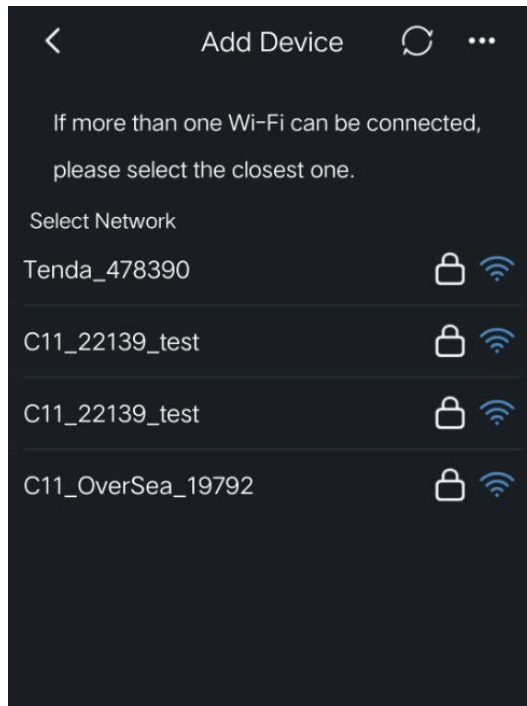 Add Device
If more than one Wi-Fi can be connected,
please select the closest one.
Select Network
Tenda_478390
C11_22139_test
C11_22139_test
C11_OverSea_19792